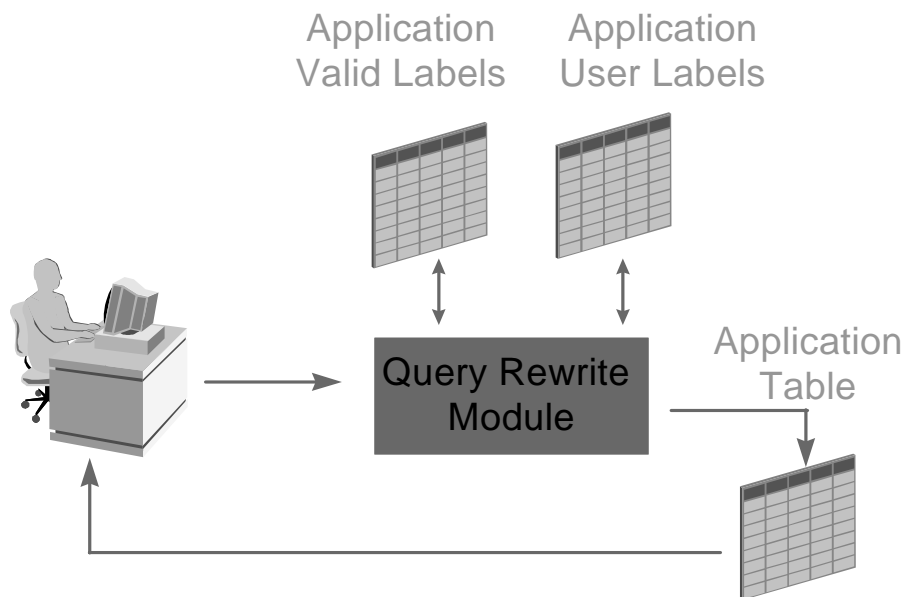 Application
Valid Labels
Application
User Labels
Query Rewrite
Module
Application
Table